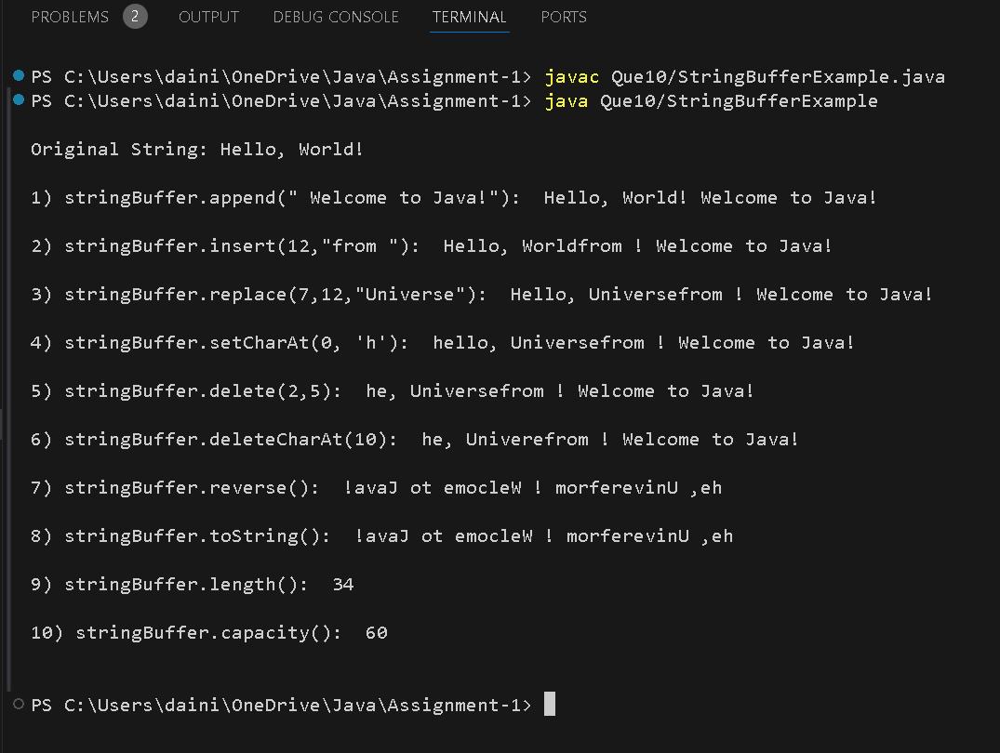 PROBLEMS 2 OUTPUT DEBUG CONSOLE TERMINAL PORTS
PS C:\Users\daini\OneDrive\Java\Assignment-1> javac Que10/StringBufferExample.java
PS C:\Users\daini\OneDrive\Java\Assignment-1> java Que10/StringBufferExample
Original String: Hello, World!
1) stringBuffer.append(" Welcome to Java!"):  Hello, World! Welcome to Java!
2) stringBuffer.insert(12,"from "):  Hello, Worldfrom ! Welcome to Java!
3) stringBuffer.replace(7,12,"Universe"):  Hello, Universefrom ! Welcome to Java!
4) stringBuffer.setCharAt(0, 'h'):  hello, Universefrom ! Welcome to Java!
5) stringBuffer.delete(2,5):  he, Universefrom ! Welcome to Java!
6) stringBuffer.deleteCharAt(10):  he, Univerefrom ! Welcome to Java!
7) stringBuffer.reverse():  !avaJ ot emocleW ! morferevinU ,eh
8) stringBuffer.toString():  !avaJ ot emocleW ! morferevinU ,eh
9) stringBuffer.length():  34
10) stringBuffer.capacity():  60
PS C:\Users\daini\OneDrive\Java\Assignment-1>